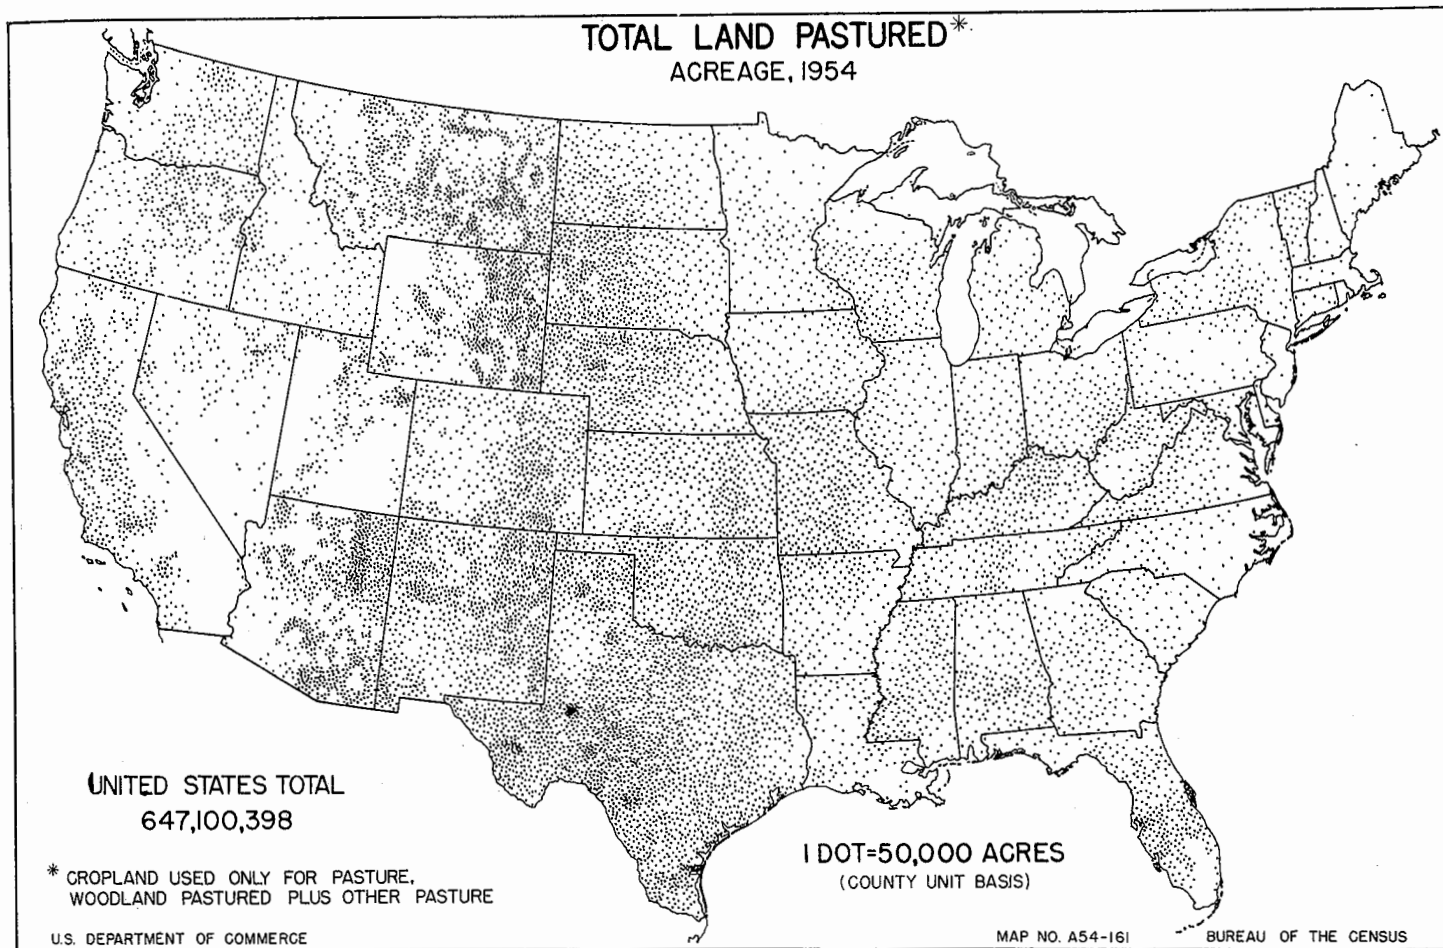 TOTAL LAND PASTURED*
ACREAGE, 1954
UNITED STATES TOTAL
647,100,398
1 DOT=50,000 ACRES
(COUNTY UNIT BASIS)
* CROPLAND USED ONLY FOR PASTURE,
WOODLAND PASTURED PLUS OTHER PASTURE
U.S. DEPARTMENT OF COMMERCE
MAP NO. A54-161
BUREAU OF THE CENSUS